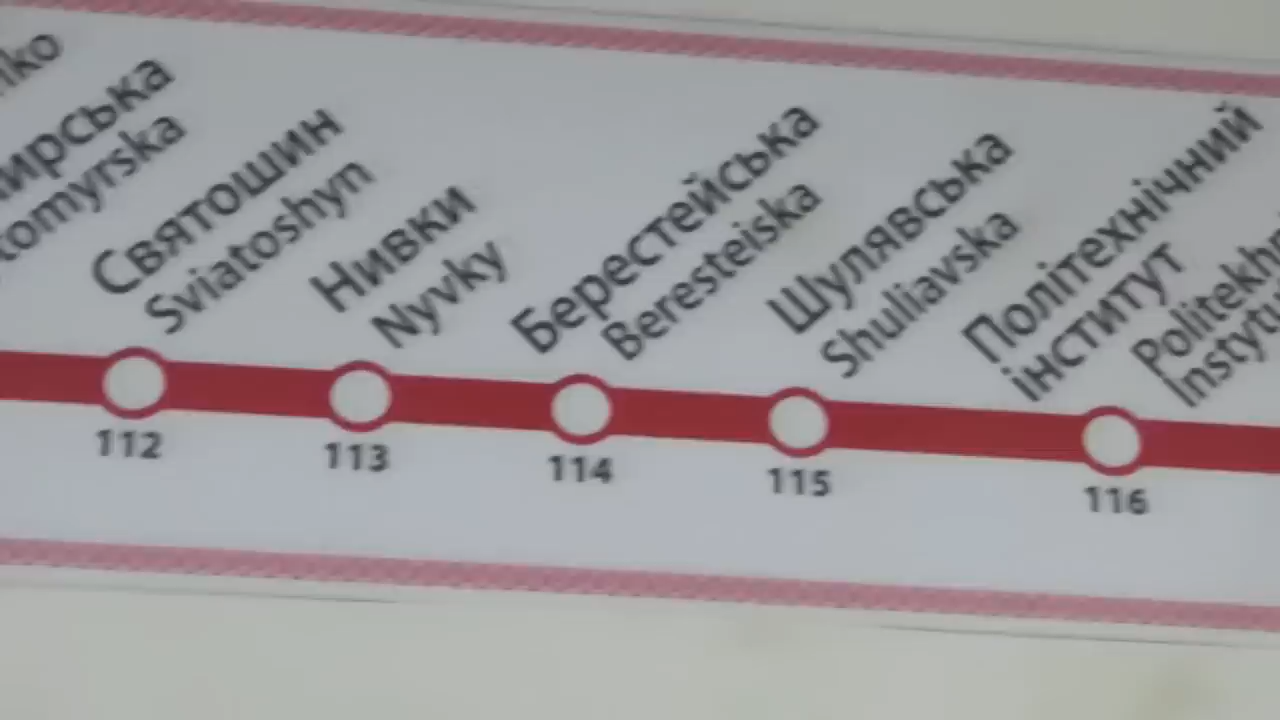 Святошин
Sviatoshyn
Нивки
Nyvky
Берестейська
Beresteiska
Шулявська
Shuliavska
Політехнічний
інститут
112
113
114
115
116